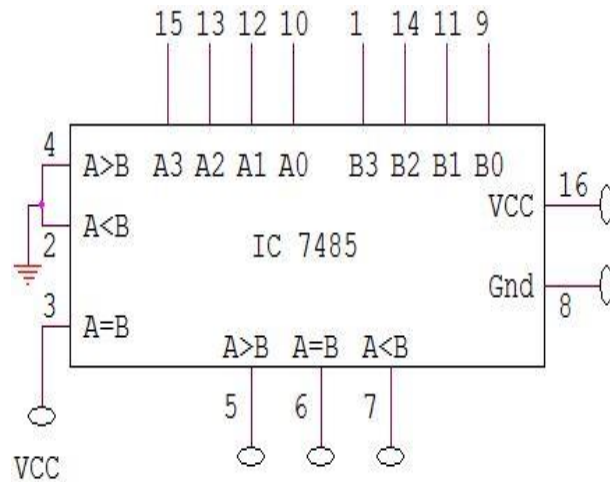 15 13 12 10 1 14 11 9
4 A>B A3 A2 A1 A0 B3 B2 B1 B0 16
VCC
2 A<B
IC 7485
Gnd
8
3 A=B
A>B A=B A<B
5 6 7
VCC